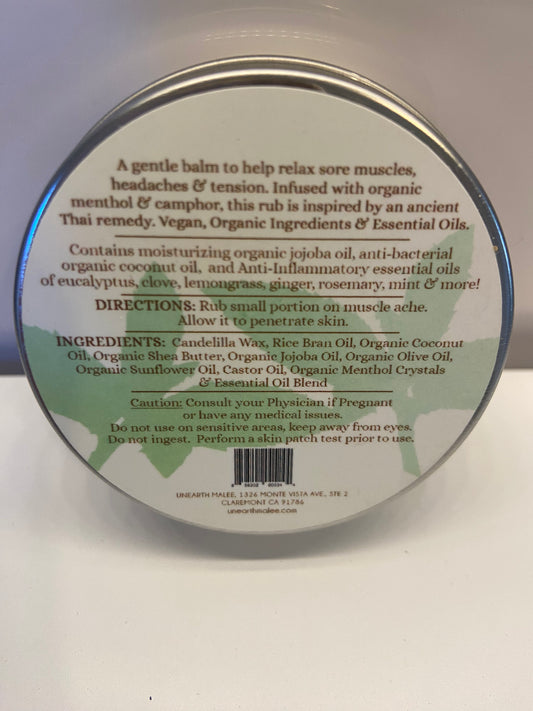 A gentle balm to help relax sore muscles,
headaches & tension. Infused with organic
menthol & camphor, this rub is inspired by an ancient
Thai remedy. Vegan, Organic Ingredients & Essential Oils.
Contains moisturizing organic jojoba oil, anti-bacterial
organic coconut oil, and Anti-Inflammatory essential oils
of eucalyptus, clove, lemongrass, ginger, rosemary, mint & more!
DIRECTIONS: Rub small portion on muscle ache.
Allow it to penetrate skin.
INGREDIENTS: Candelilla Wax, Rice Bran Oil, Organic Coconut
Oil, Organic Shea Butter, Organic Jojoba Oil, Organic Olive Oil,
Organic Sunflower Oil, Castor Oil, Organic Menthol Crystals
& Essential Oil Blend
Caution: Consult your Physician if Pregnant
or have any medical issues.
Do not use on sensitive areas, keep away from eyes.
Do not ingest. Perform a skin patch test prior to use.
UNEARTH MALEE, 1326 MONTE VISTA AVE, STE 2
CLAREMONT CA 91786
unearthmalee.com